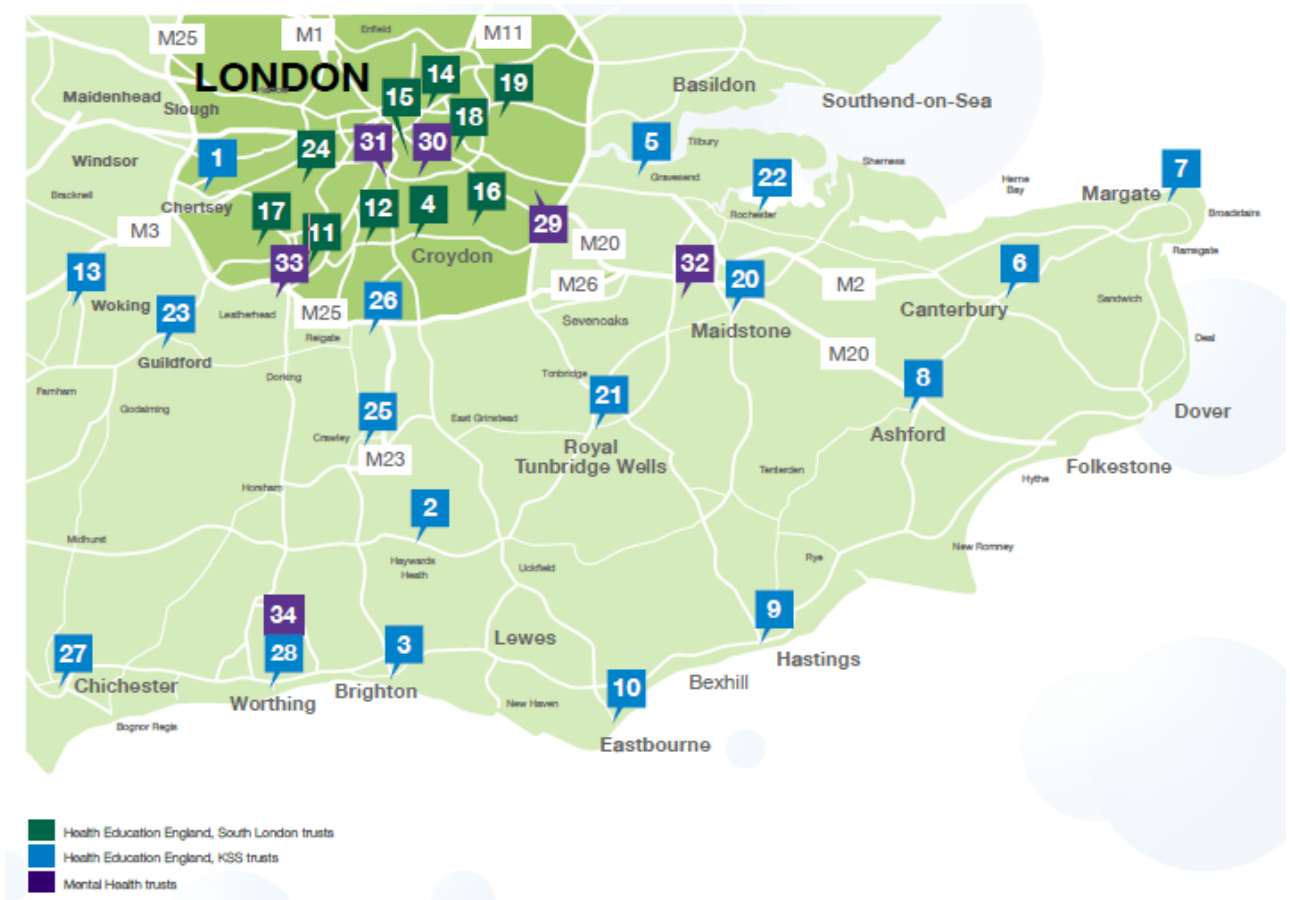 M25
M1
Enfield
M11
LONDON
14
19
15
Basildon
Maidenhead
Slough
Southend-on-Sea
18
31
30
5
Tilbury
24
1
Windsor
Sherness
22
Gravesend
7
Herne
Bay
Margate
Bracknell
16
17
12
4
Chertsey
Rochester
Broadstairs
M3
11
29
M20
Croydon
Ramsgate
33
32
6
13
20
M26
M2
26
Woking
23
Leatherhead
M25
Sevenoaks
Canterbury
Sandwich
Reigate
Maidstone
Deal
Guildford
M20
Dorking
Tonbridge
8
Farnham
21
Godalming
25
East Grinstead
Dover
Crawley
Ashford
Royal
Tunbridge Wells
M23
Folkestone
Tenterden
Hythe
Horsham
2
Midhurst
New Romney
Haywards
Heath
Uckfield
Rye
34
9
Lewes
27
28
3
Hastings
Chichester
10
Bexhill
Worthing
Brighton
New Haven
Bognor Regis
Eastbourne
Health Education England, South London trusts
Health Education England, KSS trusts
Mental Health trusts